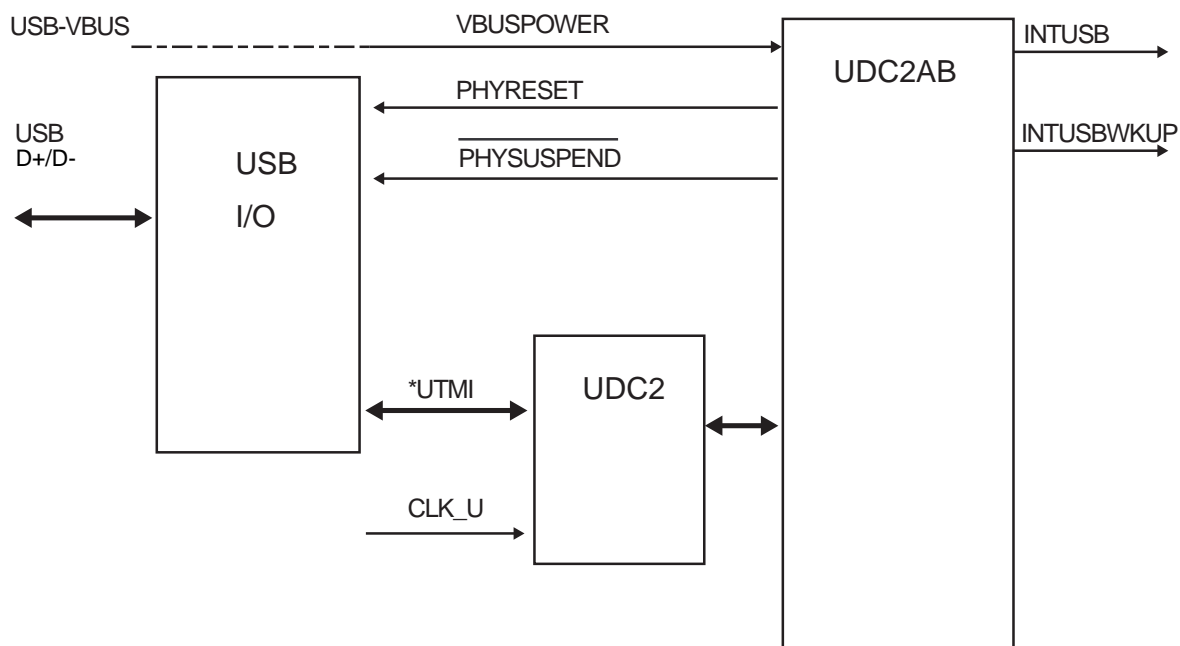 USB-VBUS
VBUSPOWER
INTUSB
UDC2AB
PHYRESET
USB
D+/D-
PHYSUSPEND
INTUSBWKUP
USB
I/O
*UTMI
UDC2
CLK_U